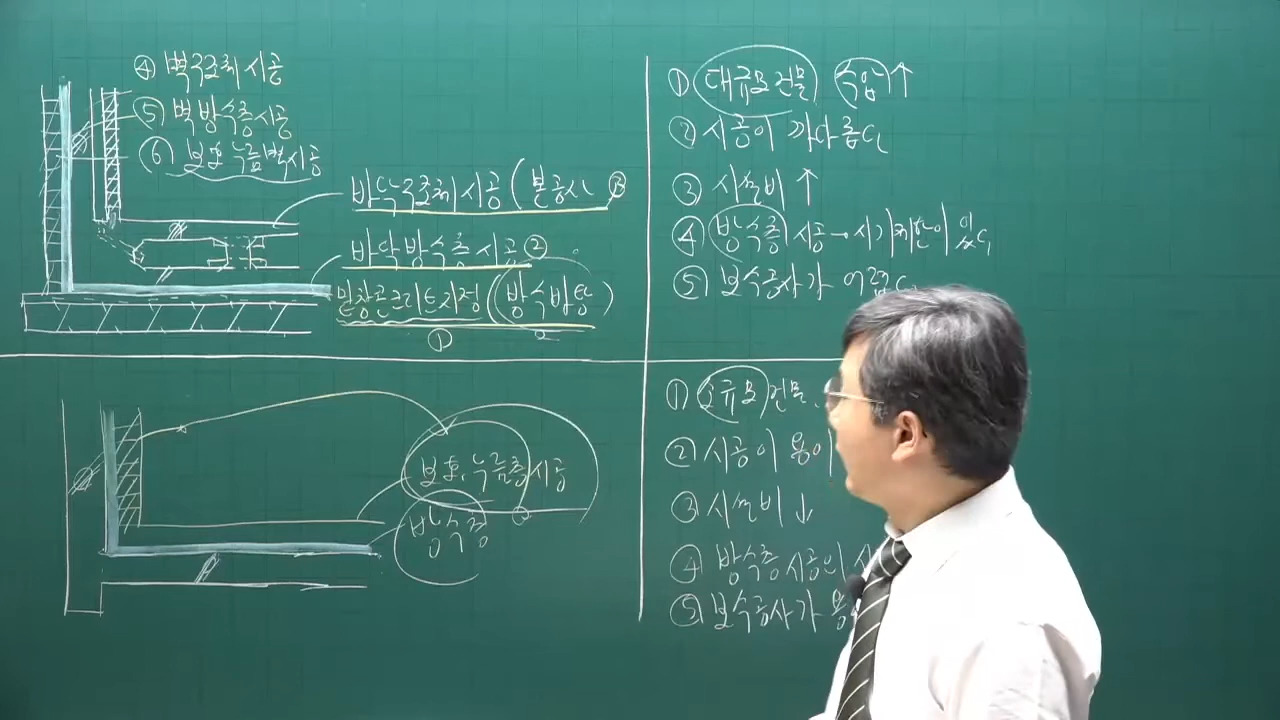 ④ 벽구조체 시공
⑤ 벽 방수층 시공
⑥ 보호 누름벽 시공
바닥구조체 시공 (본공사 ③
바닥 방수층 시공 ②
밑창콘크리트지정 (방수바탕)
①
① 대규모 건물 수압↑
② 시공이 까다롭다
③ 시설비 ↑
④ 방수층 시공→시기제한이 있다
⑤ 보수공사가 어렵다
보호, 누름층 시공
방수층
① 소규모 건물
② 시공이 용이
③ 시설비 ↓
④ 방수층 시공의
⑤ 보수공사가 용